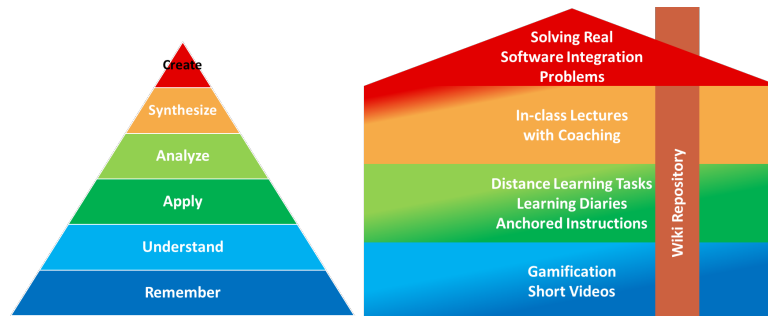 Create
Synthesize
Analyze
Apply
Understand
Remember
Solving Real
Software Integration
Problems
In-class Lectures
with Coaching
Distance Learning Tasks
Learning Diaries
Anchored Instructions
Gamification
Short Videos
Wiki Repository